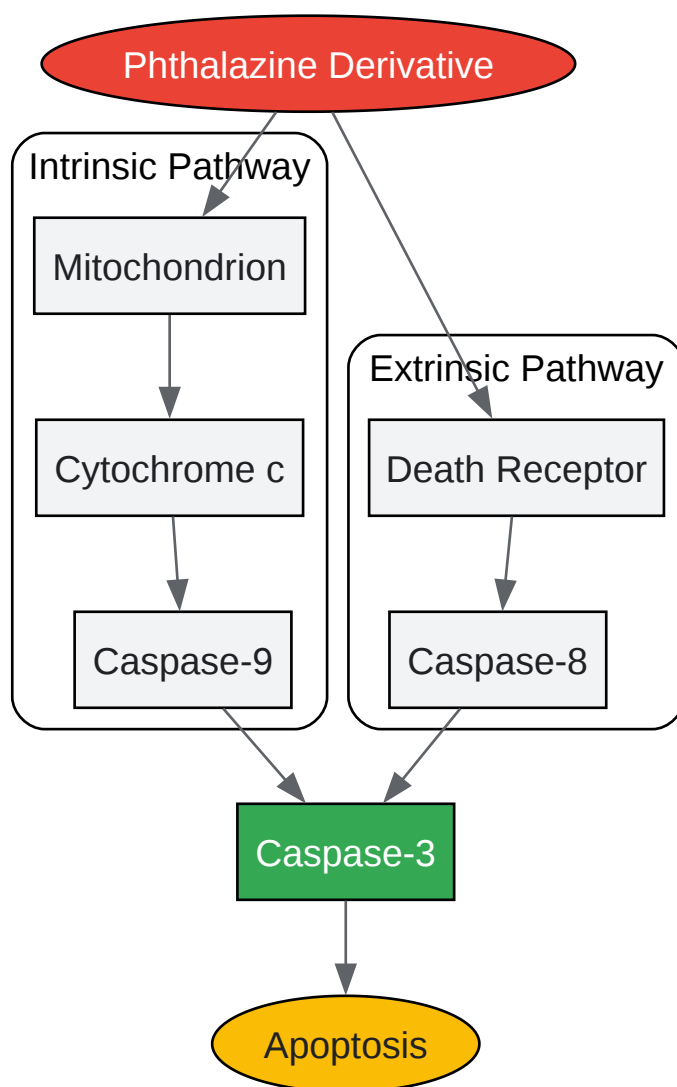 Phthalazine Derivative
Intrinsic Pathway
Mitochondrion
Cytochrome c
Caspase-9
Extrinsic Pathway
Death Receptor
Caspase-8
Caspase-3
Apoptosis